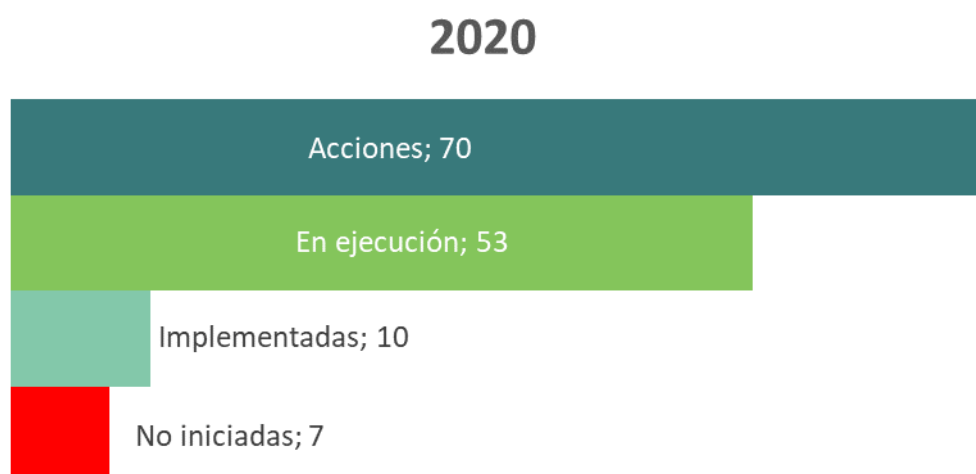 2020
Acciones; 70
En ejecución; 53
Implementadas; 10
No iniciadas; 7